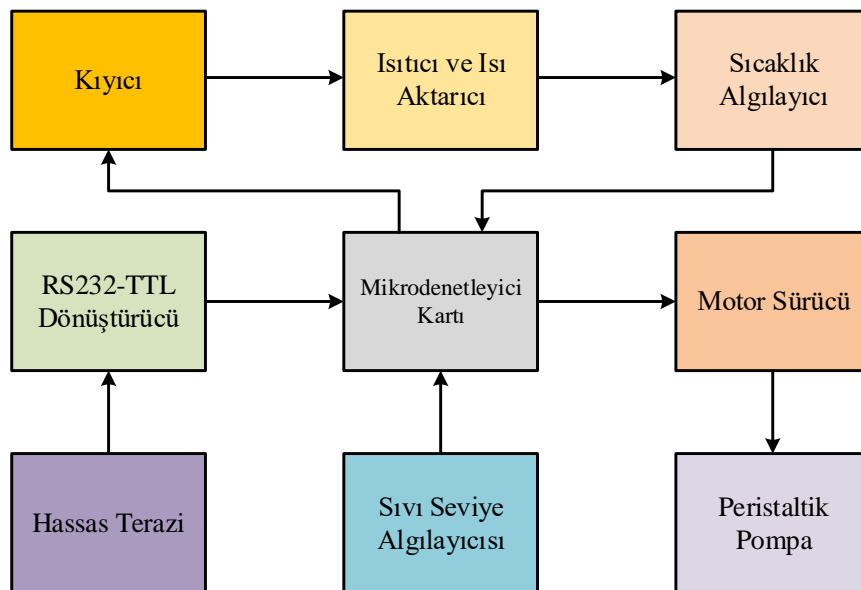 Kıyıcı
Isıtıcı ve Isı
Aktarıcı
Sıcaklık
Algılayıcı
RS232-TTL
Dönüştürücü
Mikrodenetleyici
Kartı
Motor Sürücü
Hassas Terazi
Sıvı Seviye
Algılayıcısı
Peristaltik
Pompa